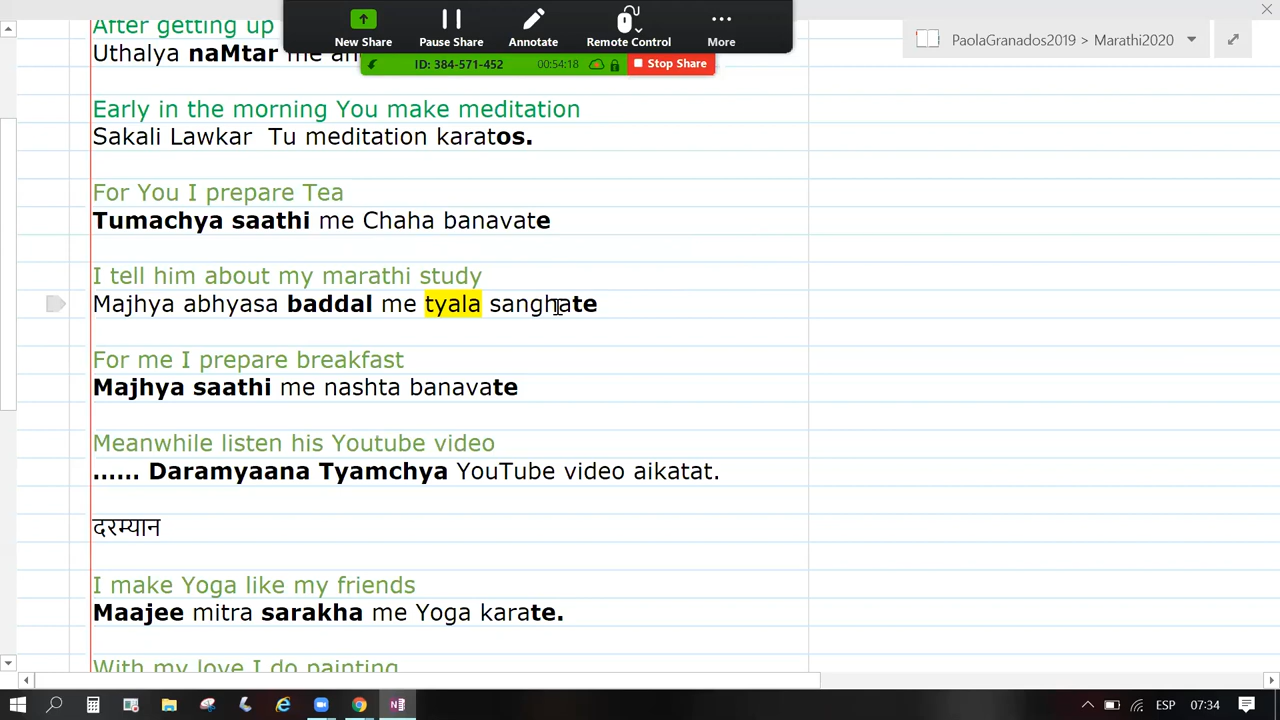 New Share
Pause Share
Annotate
Remote Control
More
ID: 384-571-452
00:54:18
Stop Share
PaolaGranados2019 > Marathi2020
After getting up
Uthalya naMtar me
Early in the morning You make meditation
Sakali Lawkar Tu meditation karatos.
For You I prepare Tea
Tumachya saathi me Chaha banavate
I tell him about my marathi study
Majhya abhyasa baddal me tyala sanghate
For me I prepare breakfast
Majhya saathi me nashta banavate
Meanwhile listen his Youtube video
...... Daramyaana Tyamchya YouTube video aikatat.
दरम्यान
I make Yoga like my friends
Maajee mitra sarakha me Yoga karate.
With my love I do painting
ESP
07:34